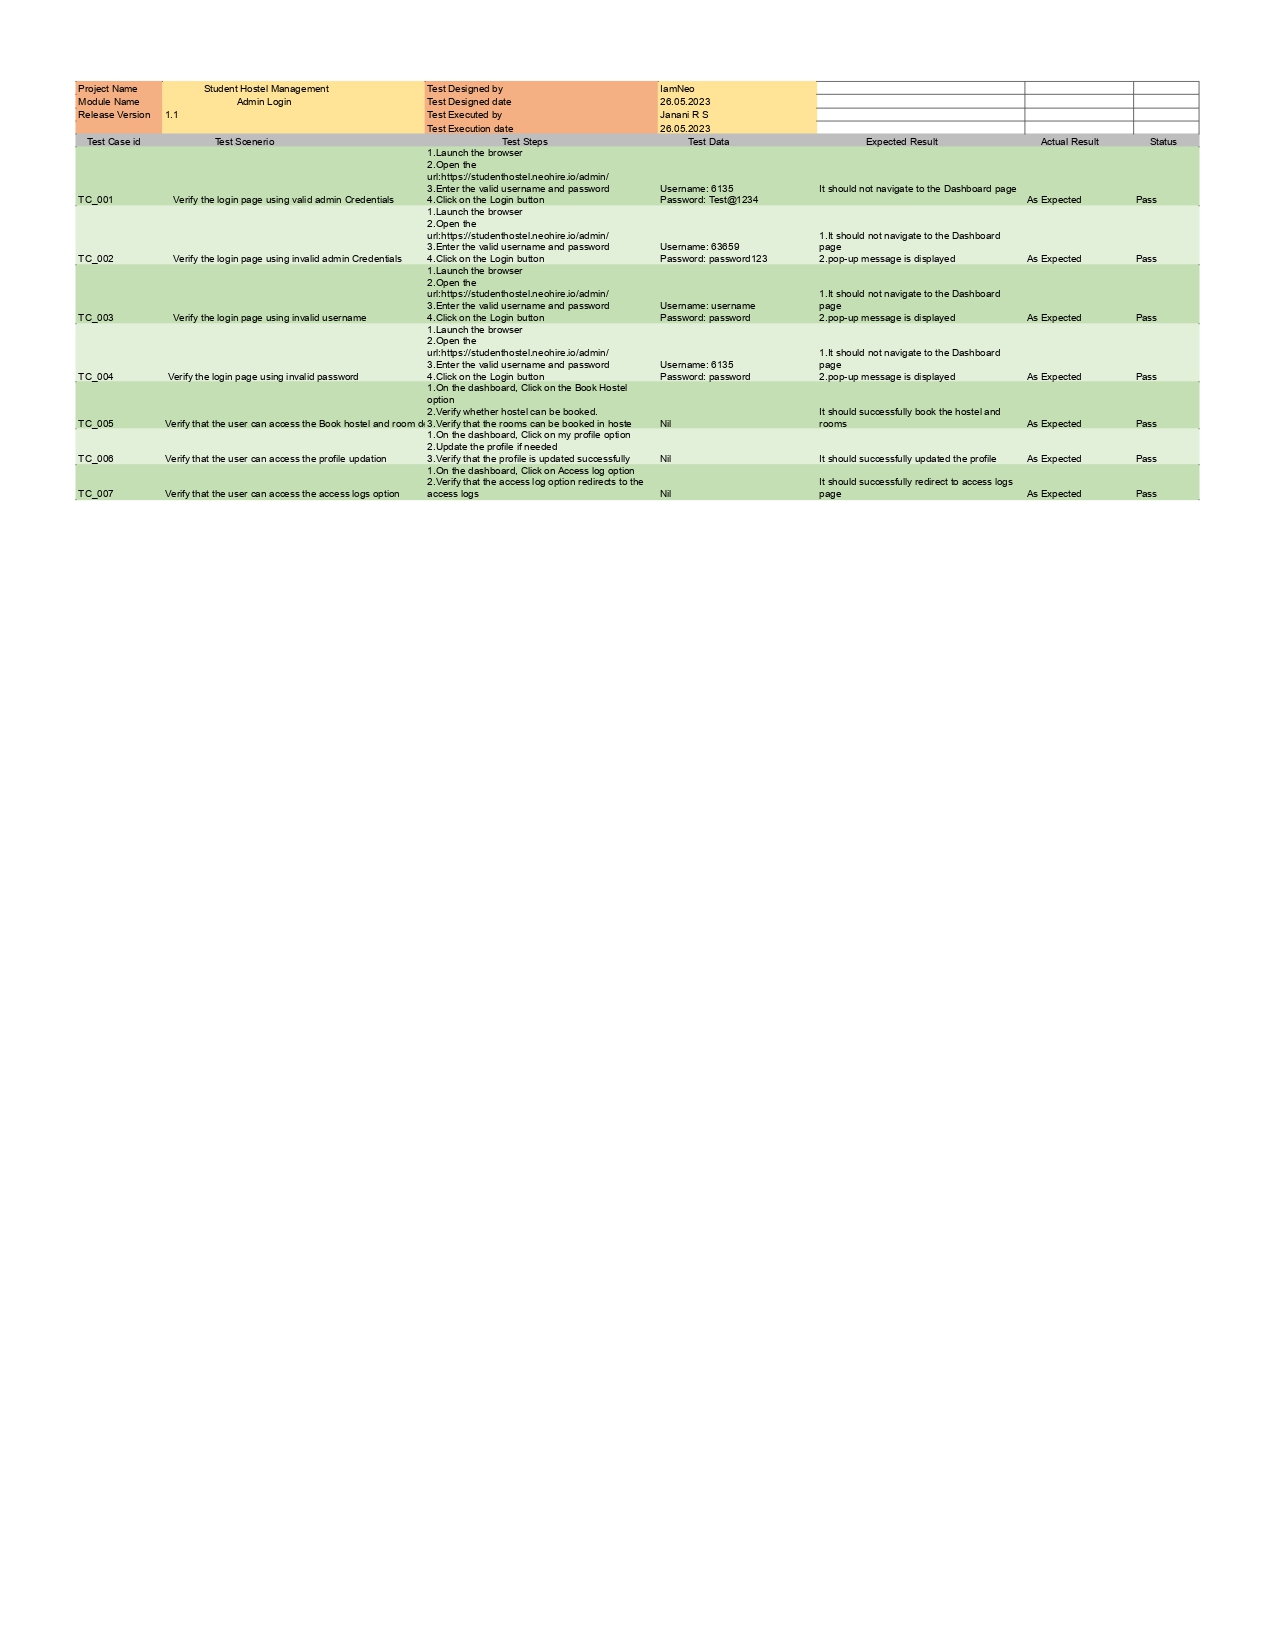 Project Name Student Hostel Management Test Designed by IamNeo
Module Name Admin Login Test Designed date 26.05.2023
Release Version 1.1 Test Executed by Janani R S
Test Execution date 26.05.2023
Test Case id Test Scenerio Test Steps Test Data Expected Result Actual Result Status
1.Launch the browser
2.Open the
url:https://studenthostel.neohire.io/admin/
3.Enter the valid username and password Username: 6135 It should not navigate to the Dashboard page
TC_001 Verify the login page using valid admin Credentials 4.Click on the Login button Password: Test@1234 As Expected Pass
1.Launch the browser
2.Open the
url:https://studenthostel.neohire.io/admin/ 1.It should not navigate to the Dashboard
3.Enter the valid username and password Username: 63659 page
TC_002 Verify the login page using invalid admin Credentials 4.Click on the Login button Password: password123 2.pop-up message is displayed As Expected Pass
1.Launch the browser
2.Open the
url:https://studenthostel.neohire.io/admin/ 1.It should not navigate to the Dashboard
3.Enter the valid username and password Username: username page
TC_003 Verify the login page using invalid username 4.Click on the Login button Password: password 2.pop-up message is displayed As Expected Pass
1.Launch the browser
2.Open the
url:https://studenthostel.neohire.io/admin/ 1.It should not navigate to the Dashboard
3.Enter the valid username and password Username: 6135 page
TC_004 Verify the login page using invalid password 4.Click on the Login button Password: password 2.pop-up message is displayed As Expected Pass
1.On the dashboard, Click on the Book Hostel
option
2.Verify whether hostel can be booked. It should successfully book the hostel and
TC_005 Verify that the user can access the Book hostel and room 3.Verify that the rooms can be booked in hoste Nil rooms As Expected Pass
1.On the dashboard, Click on my profile option
2.Update the profile if needed
TC_006 Verify that the user can access the profile updation 3.Verify that the profile is updated successfully Nil It should successfully updated the profile As Expected Pass
1.On the dashboard, Click on Access log option
2.Verify that the access log option redirects to the It should successfully redirect to access logs
TC_007 Verify that the user can access the access logs option access logs Nil page As Expected Pass